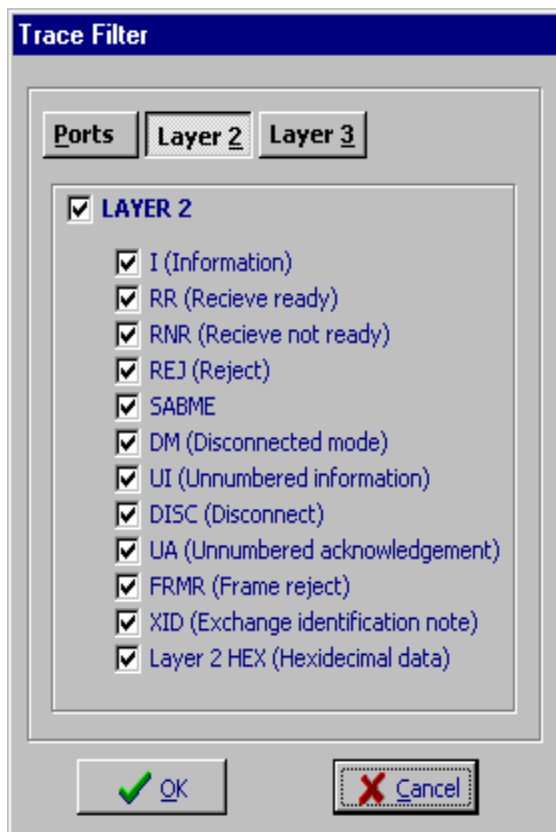 Trace Filter
Ports Layer 2 Layer 3
LAYER 2
I (Information)
RR (Recieve ready)
RNR (Recieve not ready)
REJ (Reject)
SABME
DM (Disconnected mode)
UI (Unnumbered information)
DISC (Disconnect)
UA (Unnumbered acknowledgement)
FRMR (Frame reject)
XID (Exchange identification note)
Layer 2 HEX (Hexidecimal data)
OK Cancel